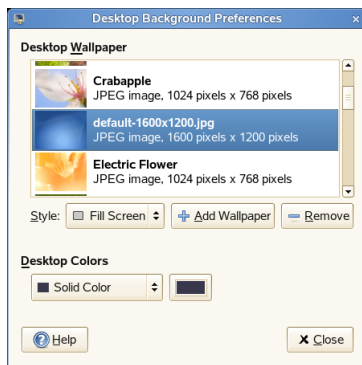 Desktop Background Preferences
Desktop Wallpaper
Crabapple
JPEG image, 1024 pixels x 768 pixels
default-1600x1200.jpg
JPEG image, 1600 pixels x 1200 pixels
Electric Flower
JPEG image, 1024 pixels x 768 pixels
Style: Fill Screen Add Wallpaper Remove
Desktop Colors
Solid Color
Help Close